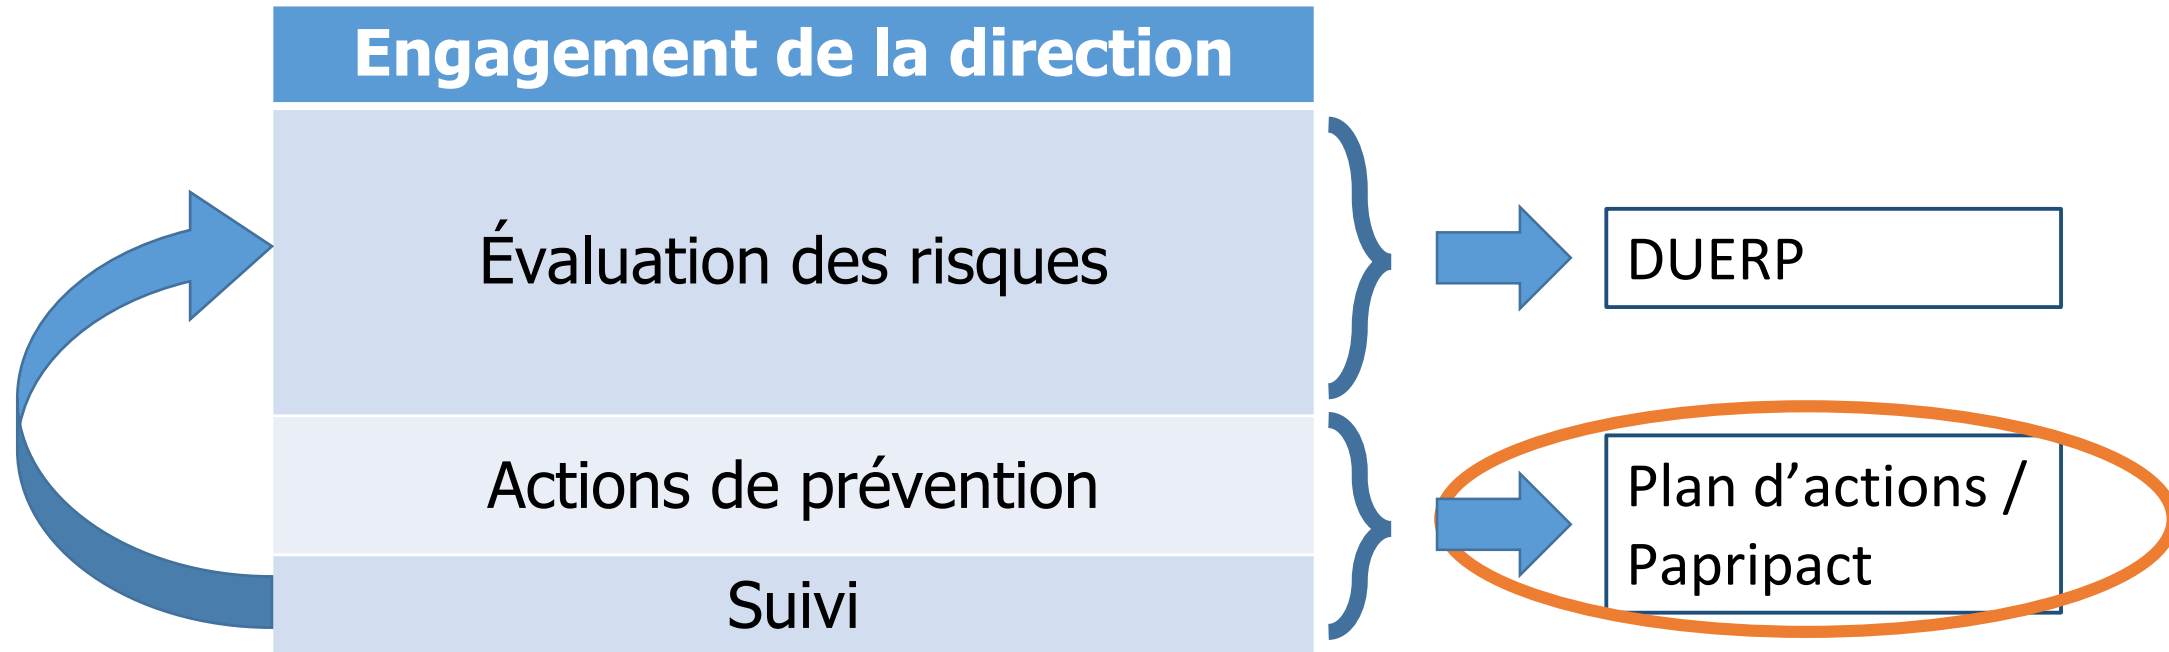 Engagement de la direction
Évaluation des risques
DUERP
Actions de prévention
Plan d’actions /
Papripact
Suivi